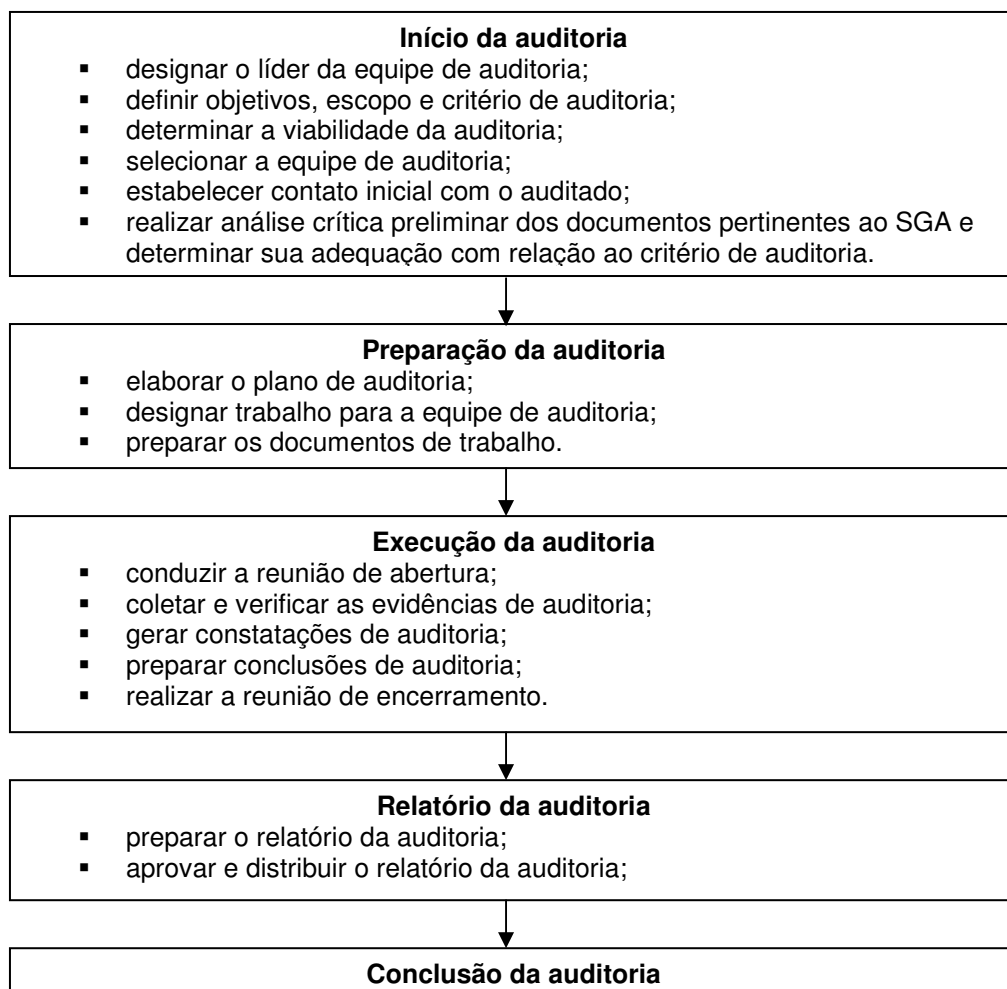 Início da auditoria
▪ designar o líder da equipe de auditoria;
▪ definir objetivos, escopo e critério de auditoria;
▪ determinar a viabilidade da auditoria;
▪ selecionar a equipe de auditoria;
▪ estabelecer contato inicial com o auditado;
▪ realizar análise crítica preliminar dos documentos pertinentes ao SGA e
determinar sua adequação com relação ao critério de auditoria.
Preparação da auditoria
▪ elaborar o plano de auditoria;
▪ designar trabalho para a equipe de auditoria;
▪ preparar os documentos de trabalho.
Execução da auditoria
▪ conduzir a reunião de abertura;
▪ coletar e verificar as evidências de auditoria;
▪ gerar constatações de auditoria;
▪ preparar conclusões de auditoria;
▪ realizar a reunião de encerramento.
Relatório da auditoria
▪ preparar o relatório da auditoria;
▪ aprovar e distribuir o relatório da auditoria;
Conclusão da auditoria